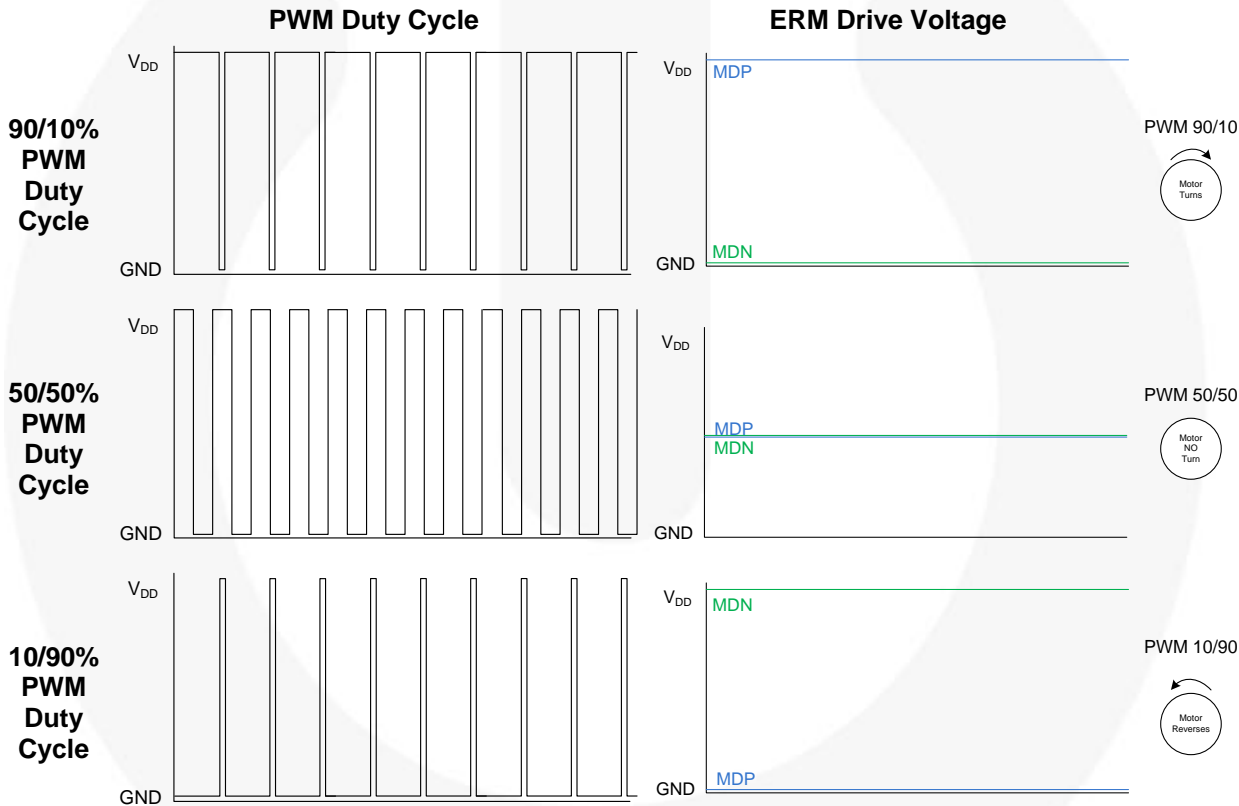 PWM Duty Cycle
ERM Drive Voltage
90/10%
PWM
Duty
Cycle
VDD
GND
VDD
MDP
MDN
GND
PWM 90/10
Motor
Turns
50/50%
PWM
Duty
Cycle
VDD
GND
VDD
MDP
MDN
GND
PWM 50/50
Motor
NO
Turn
10/90%
PWM
Duty
Cycle
VDD
GND
VDD
MDN
MDP
GND
PWM 10/90
Motor
Reverses